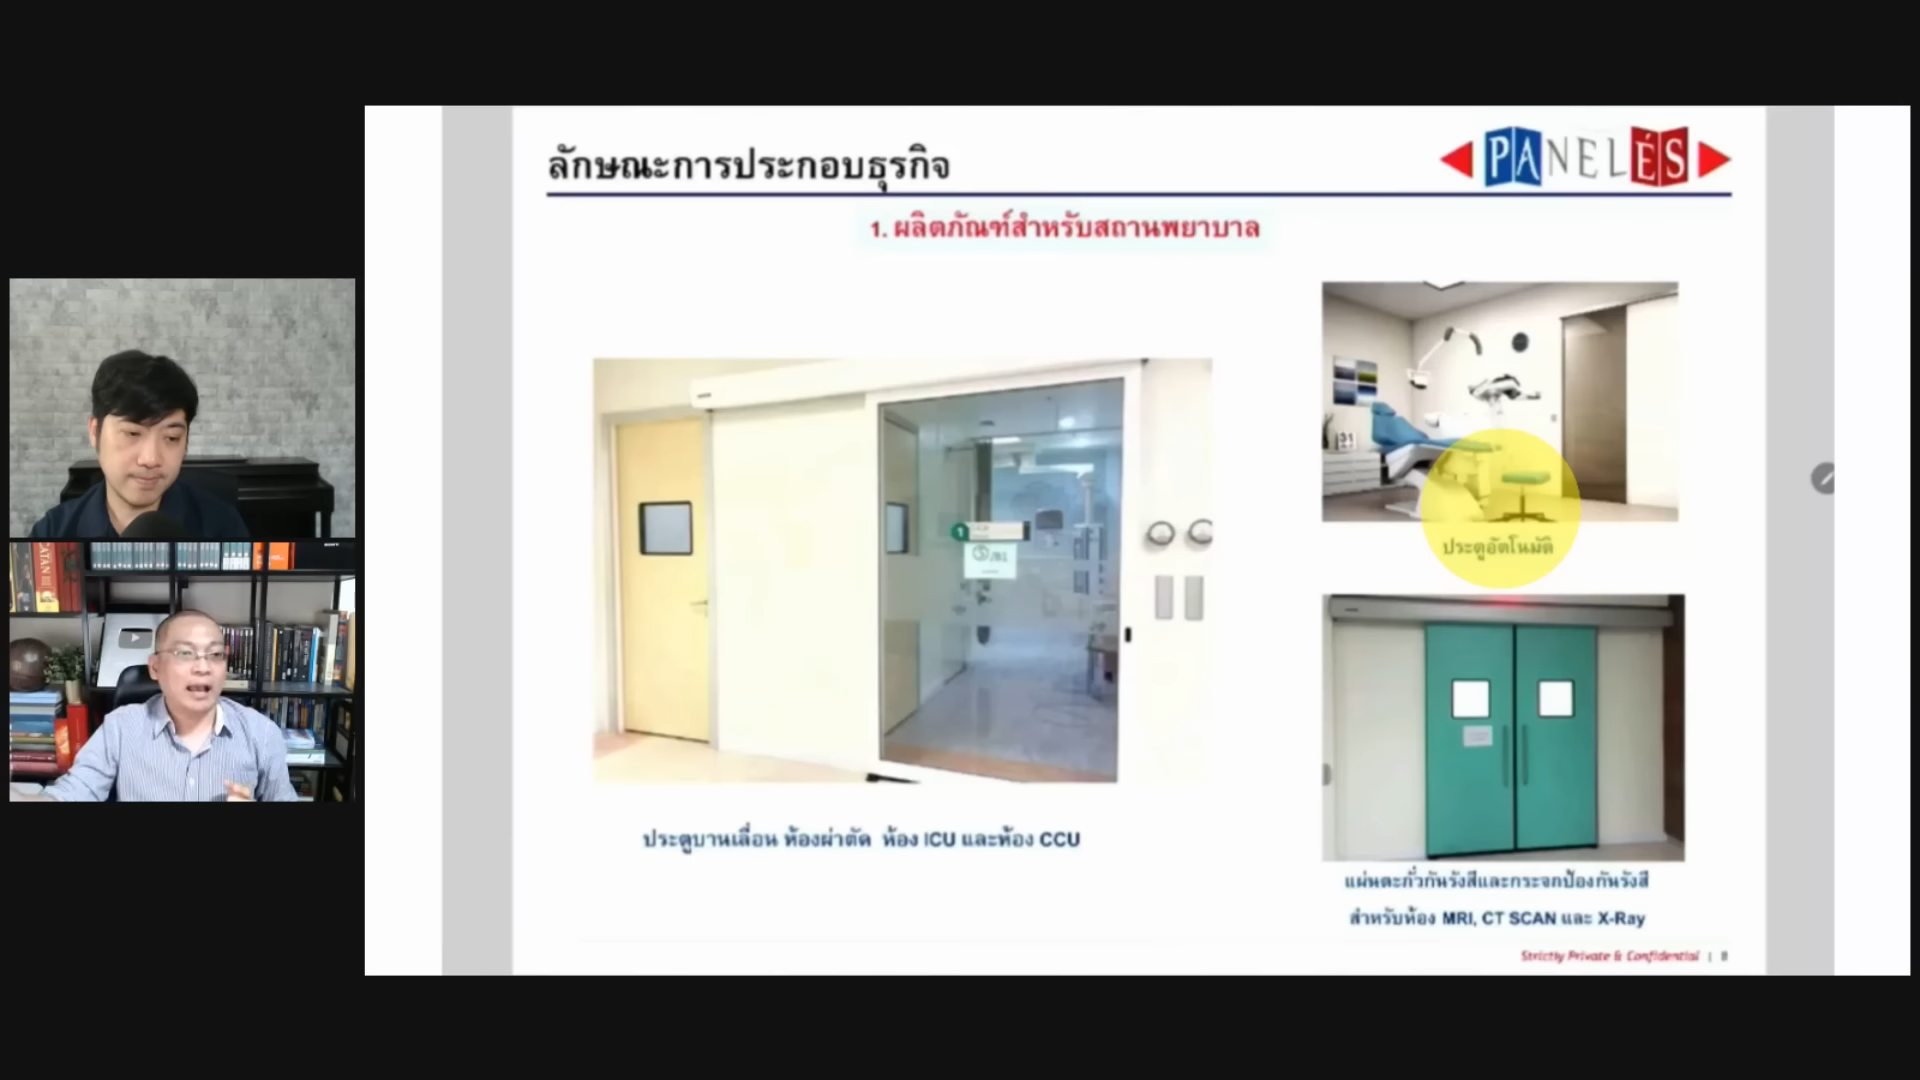 ลักษณะการประกอบธุรกิจ
PANELÉS
1. ผลิตภัณฑ์สำหรับสถานพยาบาล
CATAN III
31
1
ประตูอัตโนมัติ
ประตูบานเลื่อน ห้องผ่าตัด ห้อง ICU และห้อง CCU
แผ่นตะกั่วกันรังสีและกระจกป้องกันรังสี
สำหรับห้อง MRI, CT SCAN และ X-Ray
Strictly Private & Confidential | 8